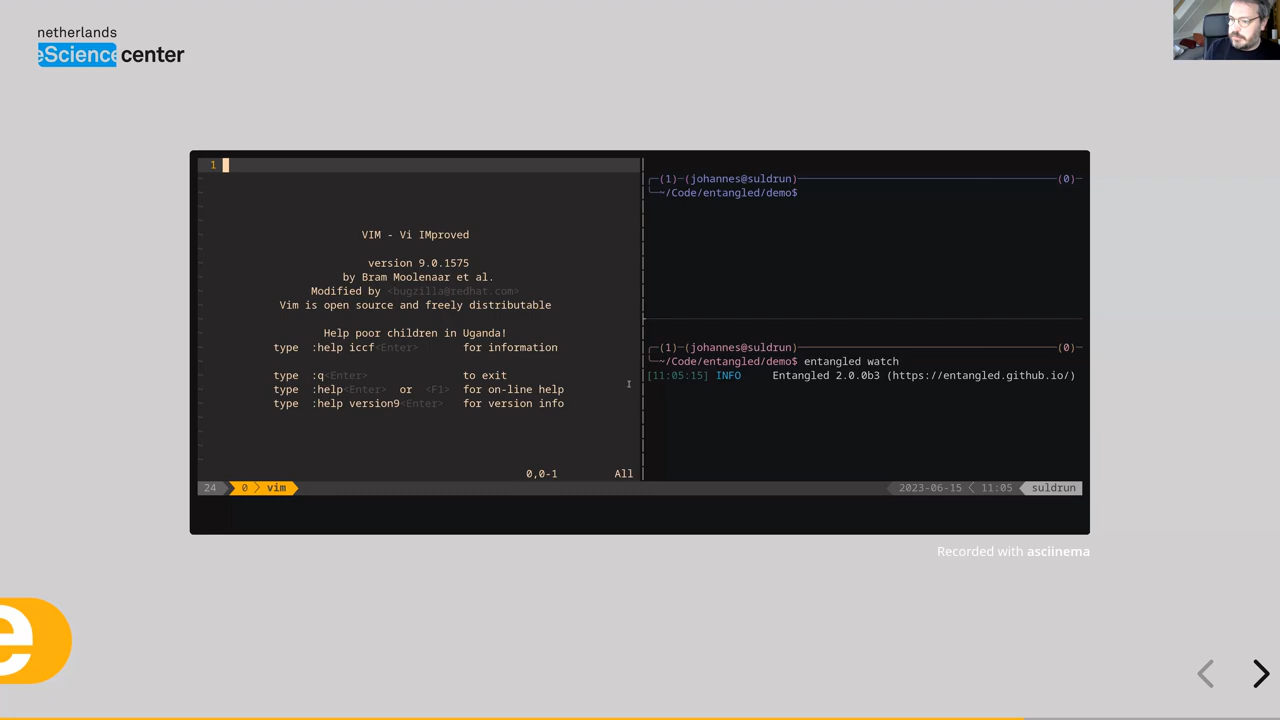 netherlands
eScience center
1
VIM - Vi IMproved
version 9.0.1575
by Bram Moolenaar et al.
Modified by <bugzilla@redhat.com>
Vim is open source and freely distributable
Help poor children in Uganda!
type :help iccf<Enter> for information
type :q<Enter> to exit
type :help<Enter> or <F1> for on-line help
type :help version9<Enter> for version info
0,0-1 All
(1)-(johannes@suldrun) (0)
~/Code/entangled/demo$
(1)-(johannes@suldrun) (0)
~/Code/entangled/demo$ entangled watch
[11:05:15] INFO Entangled 2.0.0b3 (https://entangled.github.io/)
24 0 vim 2023-06-15 11:05 suldrun
Recorded with asciinema
e